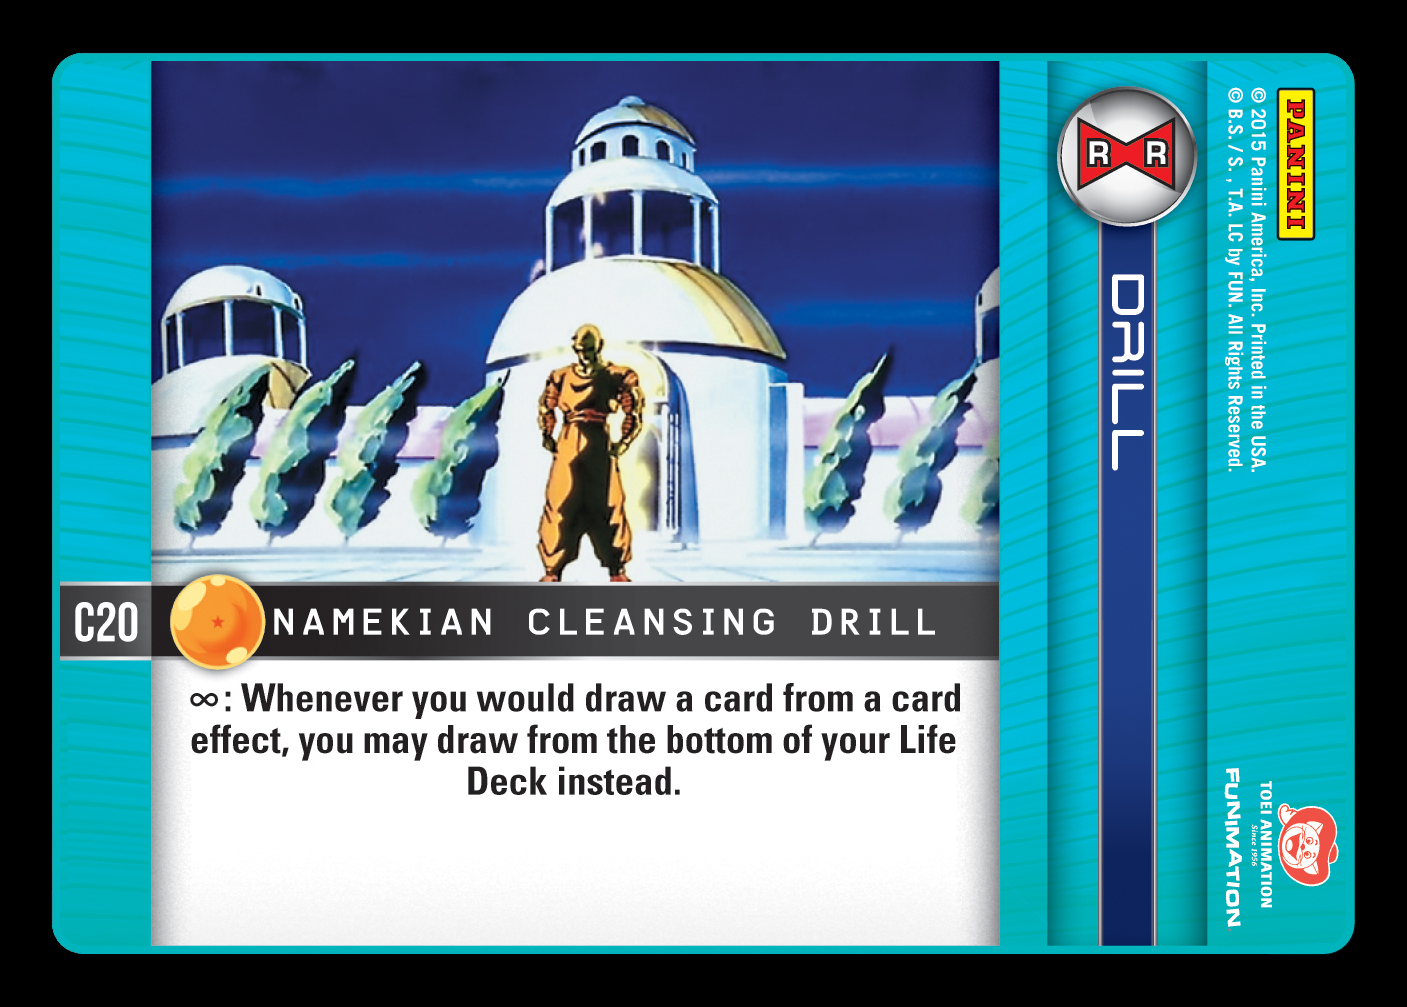 C20
NAMEKIAN CLEANSING DRILL
∞: Whenever you would draw a card from a card
effect, you may draw from the bottom of your Life
Deck instead.
R R
DRILL
PANINI
© 2015 Panini America, Inc. Printed in the USA.
© B.S. / S. , T.A. LC by FUN. All Rights Reserved.
TOEI ANIMATION
Since 1956
FUNIMATION